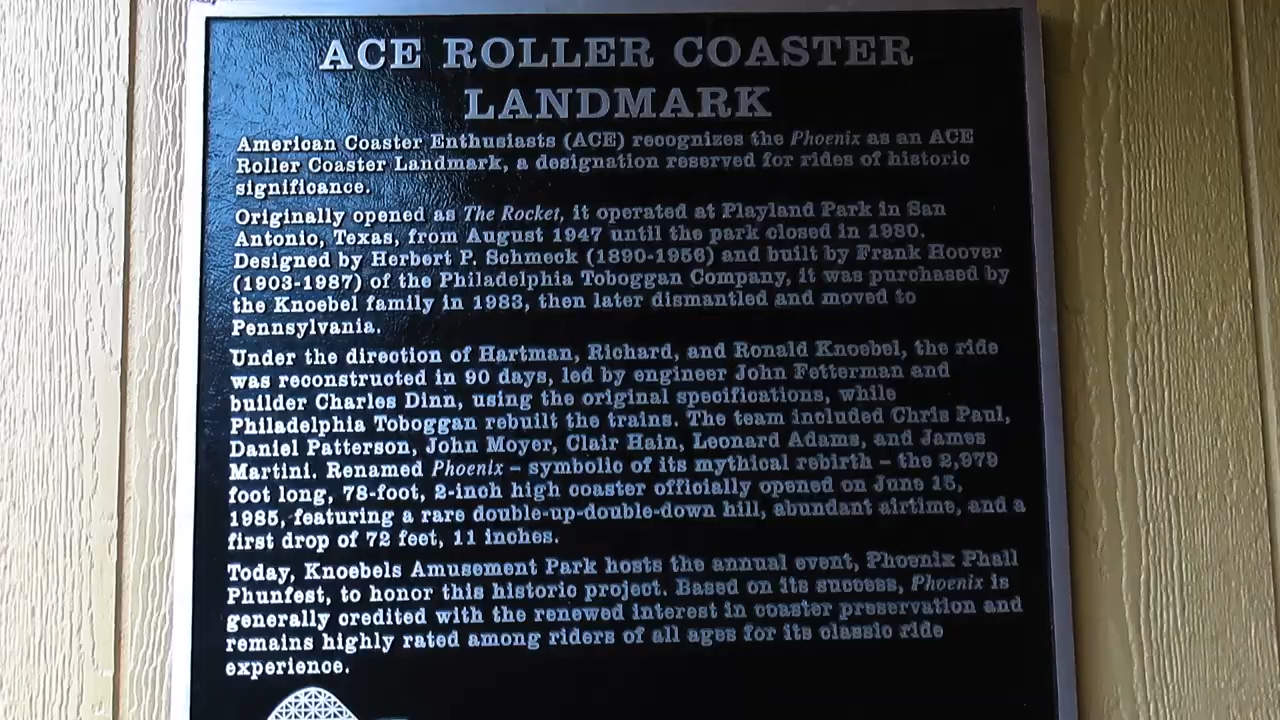 ACE ROLLER COASTER
LANDMARK
American Coaster Enthusiasts (ACE) recognizes the Phoenix as an ACE
Roller Coaster Landmark, a designation reserved for rides of historic
significance.
Originally opened as The Rocket, it operated at Playland Park in San
Antonio, Texas, from August 1947 until the park closed in 1980.
Designed by Herbert P. Schmeck (1890-1956) and built by Frank Hoover
(1903-1987) of the Philadelphia Toboggan Company, it was purchased by
the Knoebel family in 1983, then later dismantled and moved to
Pennsylvania.
Under the direction of Hartman, Richard, and Ronald Knoebel, the ride
was reconstructed in 90 days, led by engineer John Fetterman and
builder Charles Dinn, using the original specifications, while
Philadelphia Toboggan rebuilt the trains. The team included Chris Paul,
Daniel Patterson, John Moyer, Clair Hain, Leonard Adams, and James
Martini. Renamed Phoenix – symbolic of its mythical rebirth – the 2,979
foot long, 78-foot, 2-inch high coaster officially opened on June 15,
1985, featuring a rare double-up-double-down hill, abundant airtime, and a
first drop of 72 feet, 11 inches.
Today, Knoebels Amusement Park hosts the annual event, Phoenix Phall
Phunfest, to honor this historic project. Based on its success, Phoenix is
generally credited with the renewed interest in coaster preservation and
remains highly rated among riders of all ages for its classic ride
experience.